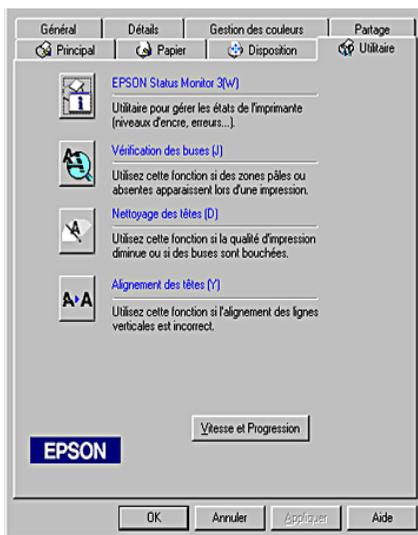 Général Détails Gestion des couleurs Partage
Principal Papier Disposition Utilitaire
EPSON Status Monitor 3(W)
Utilitaire pour gérer les états de l'imprimante
(niveaux d'encre, erreurs...).
Vérification des buses (J)
Utilisez cette fonction si des zones pâles ou
absentes apparaissent lors d'une impression.
Nettoyage des têtes (D)
Utilisez cette fonction si la qualité d'impression
diminue ou si des buses sont bouchées.
Alignement des têtes (Y)
Utilisez cette fonction si l'alignement des lignes
verticales est incorrect.
Vitesse et Progression
EPSON
OK Annuler Appliquer Aide